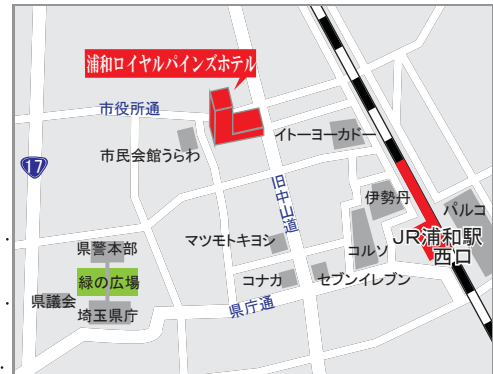 浦和ロイヤルパインズホテル
市役所通
イトーヨーカドー
市民会館うらわ
17
旧中山道
伊勢丹
パルコ
マツモトキヨシ
コルソ
JR浦和駅
西口
県警本部
緑の広場
コナカ
セブンイレブン
県議会
埼玉県庁
県庁通